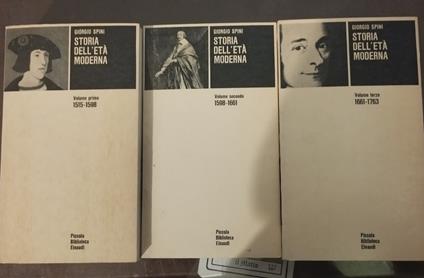 GIORGIO SPINI
STORIA
DELL'ETÀ
MODERNA
Volume primo
1515-1598
Piccola
Biblioteca
Einaudi
GIORGIO SPINI
STORIA
DELL'ETÀ
MODERNA
Volume secondo
1598-1661
Piccola
Biblioteca
Einaudi
GIORGIO SPINI
STORIA
DELL'ETÀ
MODERNA
Volume terzo
1661-1763
Piccola
Biblioteca
Einaudi